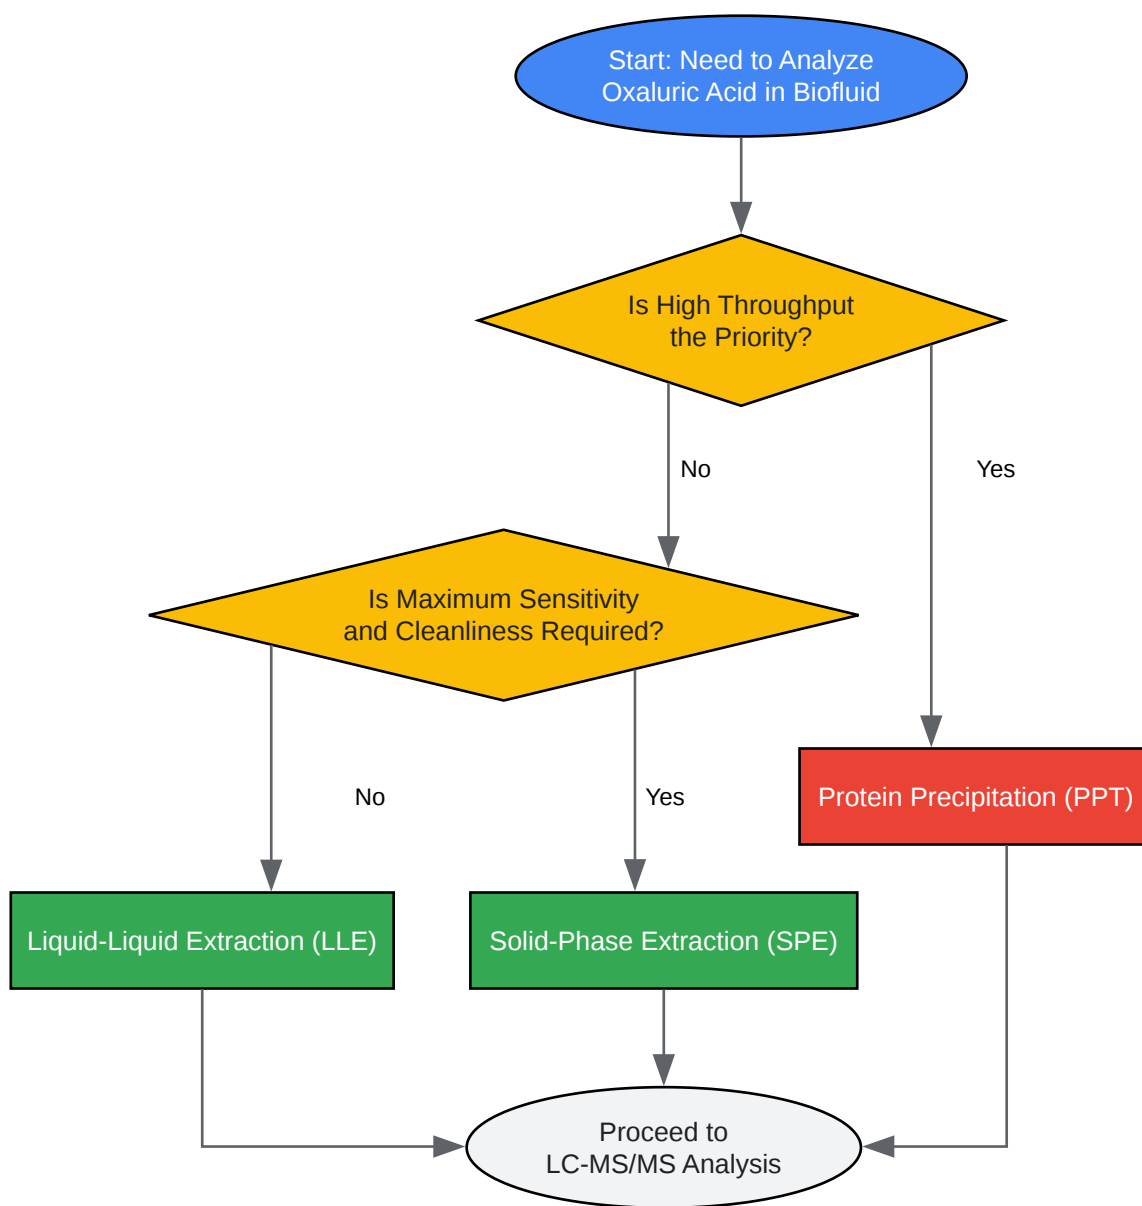 Start: Need to Analyze
Oxaluric Acid in Biofluid
Is High Throughput
the Priority?
No
Yes
Is Maximum Sensitivity
and Cleanliness Required?
No
Yes
Protein Precipitation (PPT)
Liquid-Liquid Extraction (LLE)
Solid-Phase Extraction (SPE)
Proceed to
LC-MS/MS Analysis